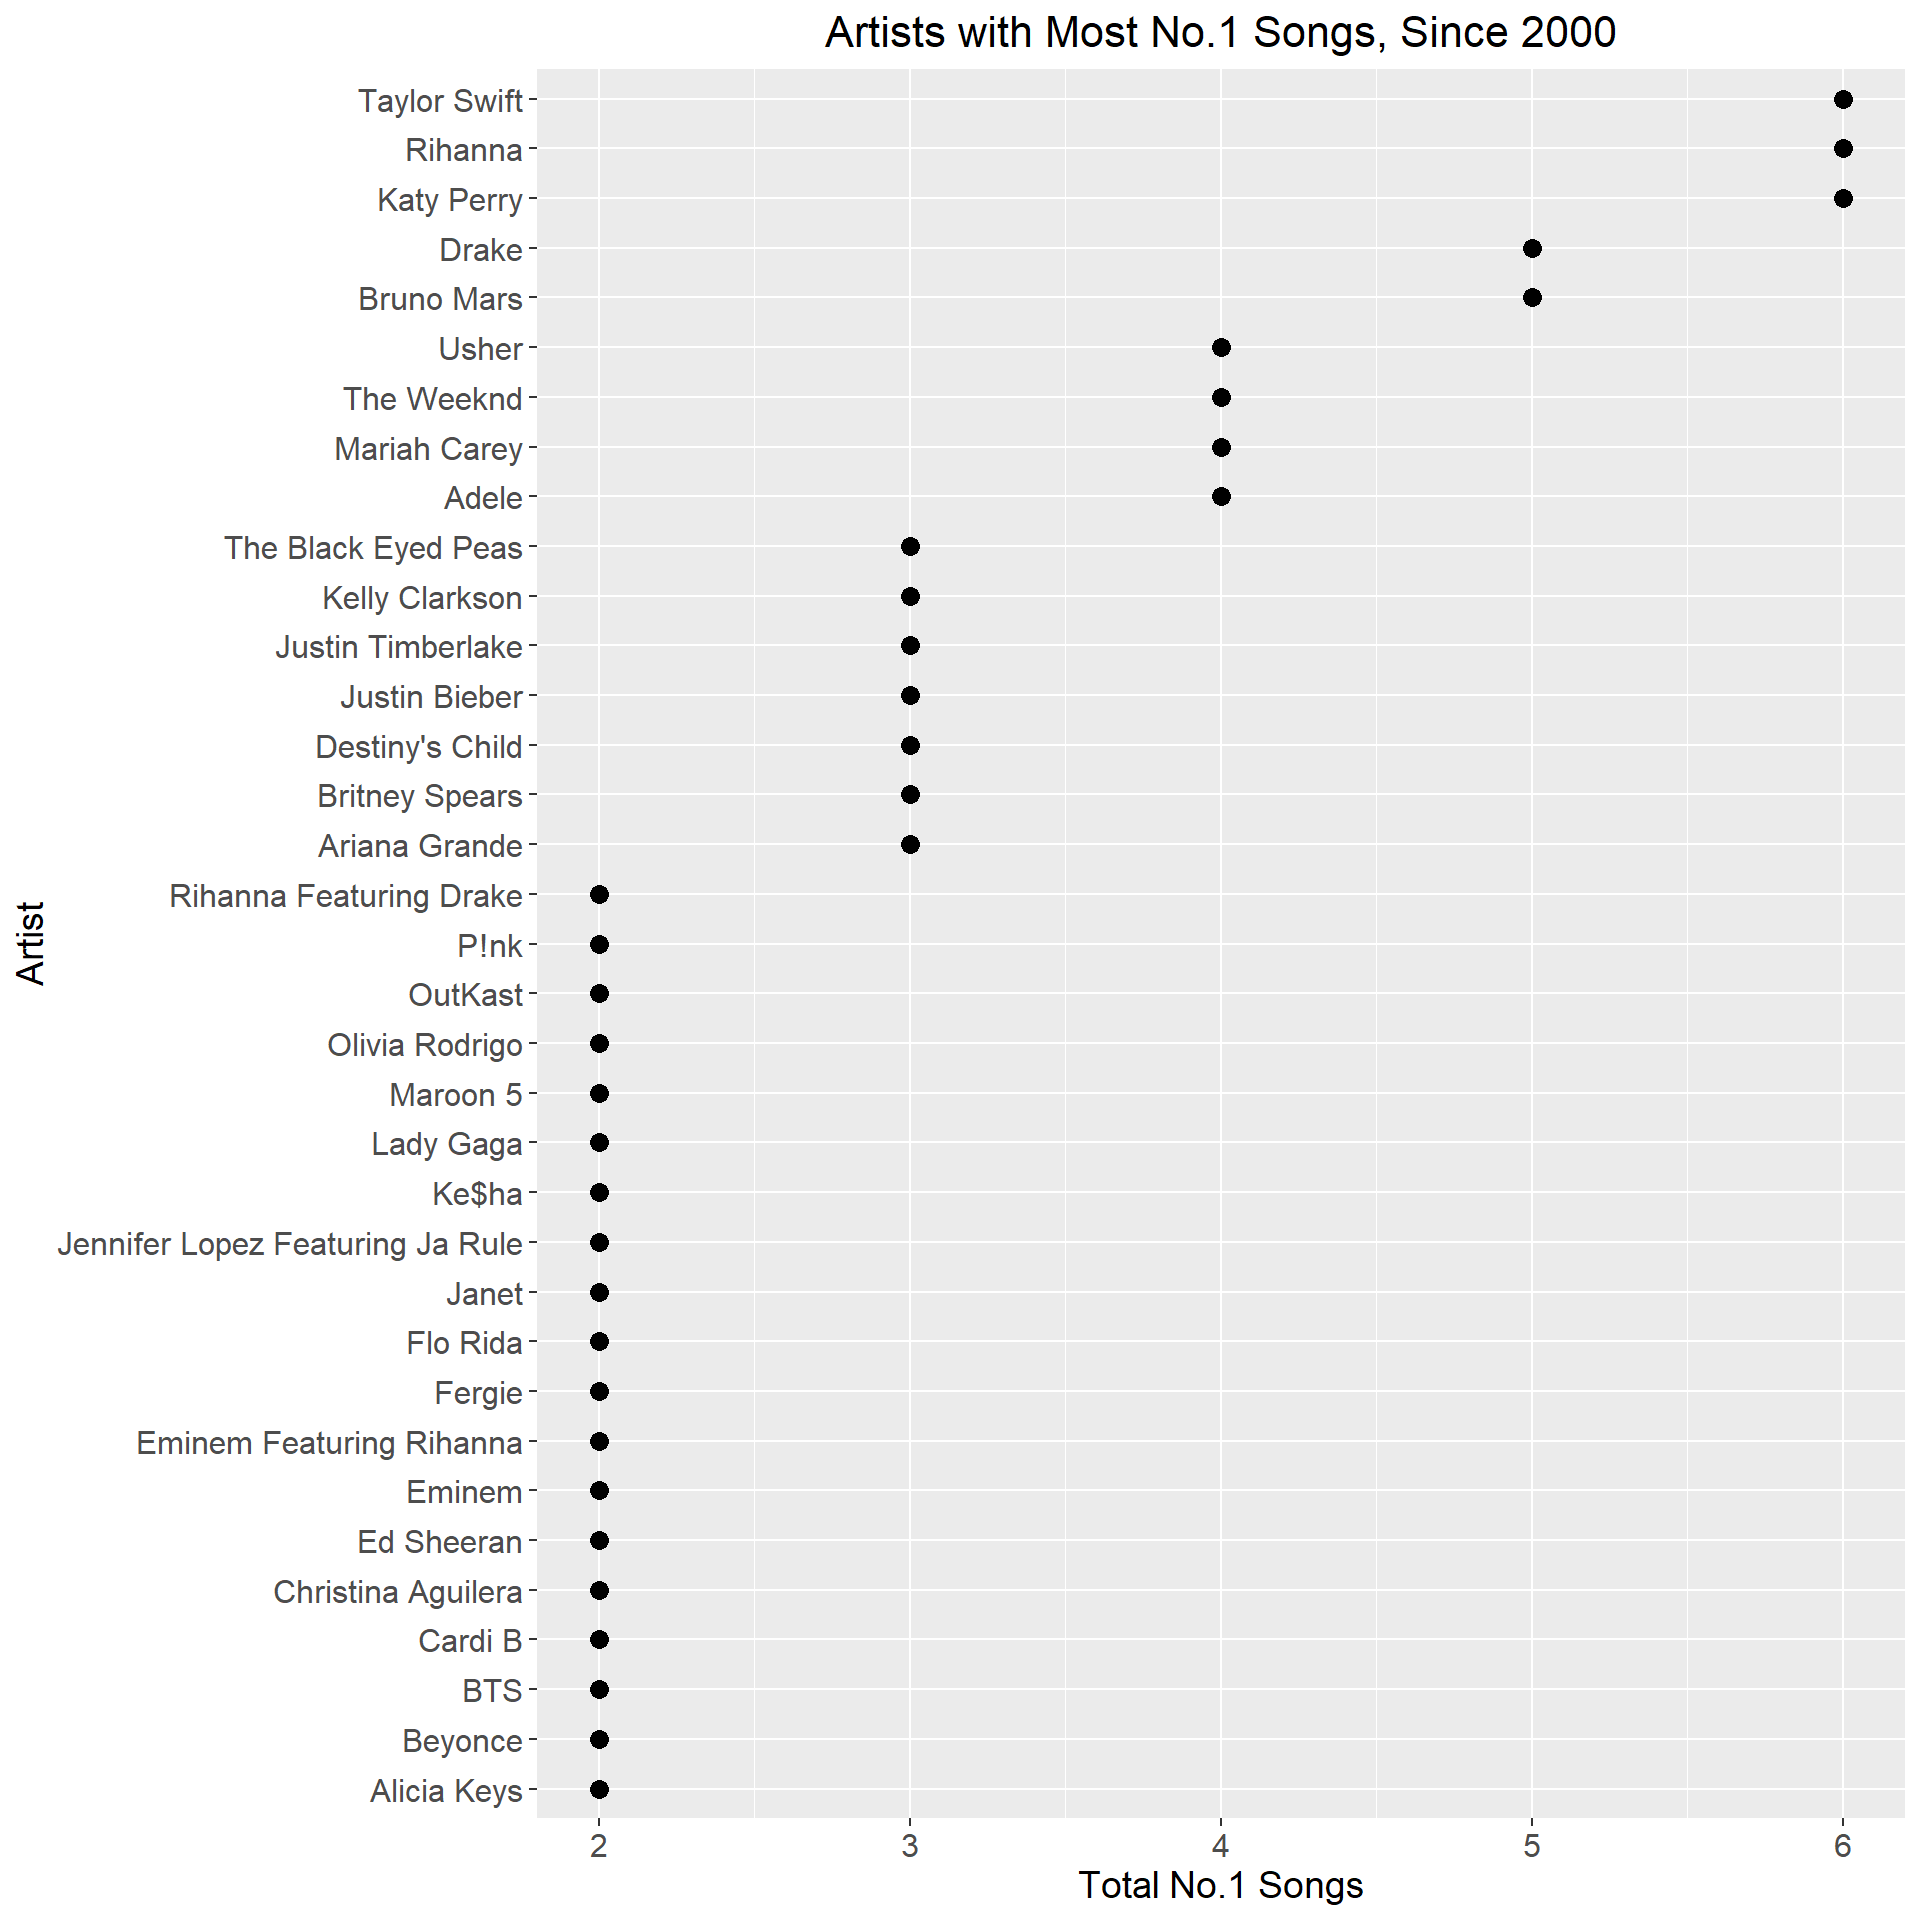 Artists with Most No.1 Songs, Since 2000
Taylor Swift
Rihanna
Katy Perry
Drake
Bruno Mars
Usher
The Weeknd
Mariah Carey
Adele
The Black Eyed Peas
Kelly Clarkson
Justin Timberlake
Justin Bieber
Destiny's Child
Britney Spears
Ariana Grande
Rihanna Featuring Drake
P!nk
OutKast
Olivia Rodrigo
Maroon 5
Lady Gaga
Ke$ha
Jennifer Lopez Featuring Ja Rule
Janet
Flo Rida
Fergie
Eminem Featuring Rihanna
Eminem
Ed Sheeran
Christina Aguilera
Cardi B
BTS
Beyonce
Alicia Keys
Artist
2 3 4 5 6
Total No.1 Songs